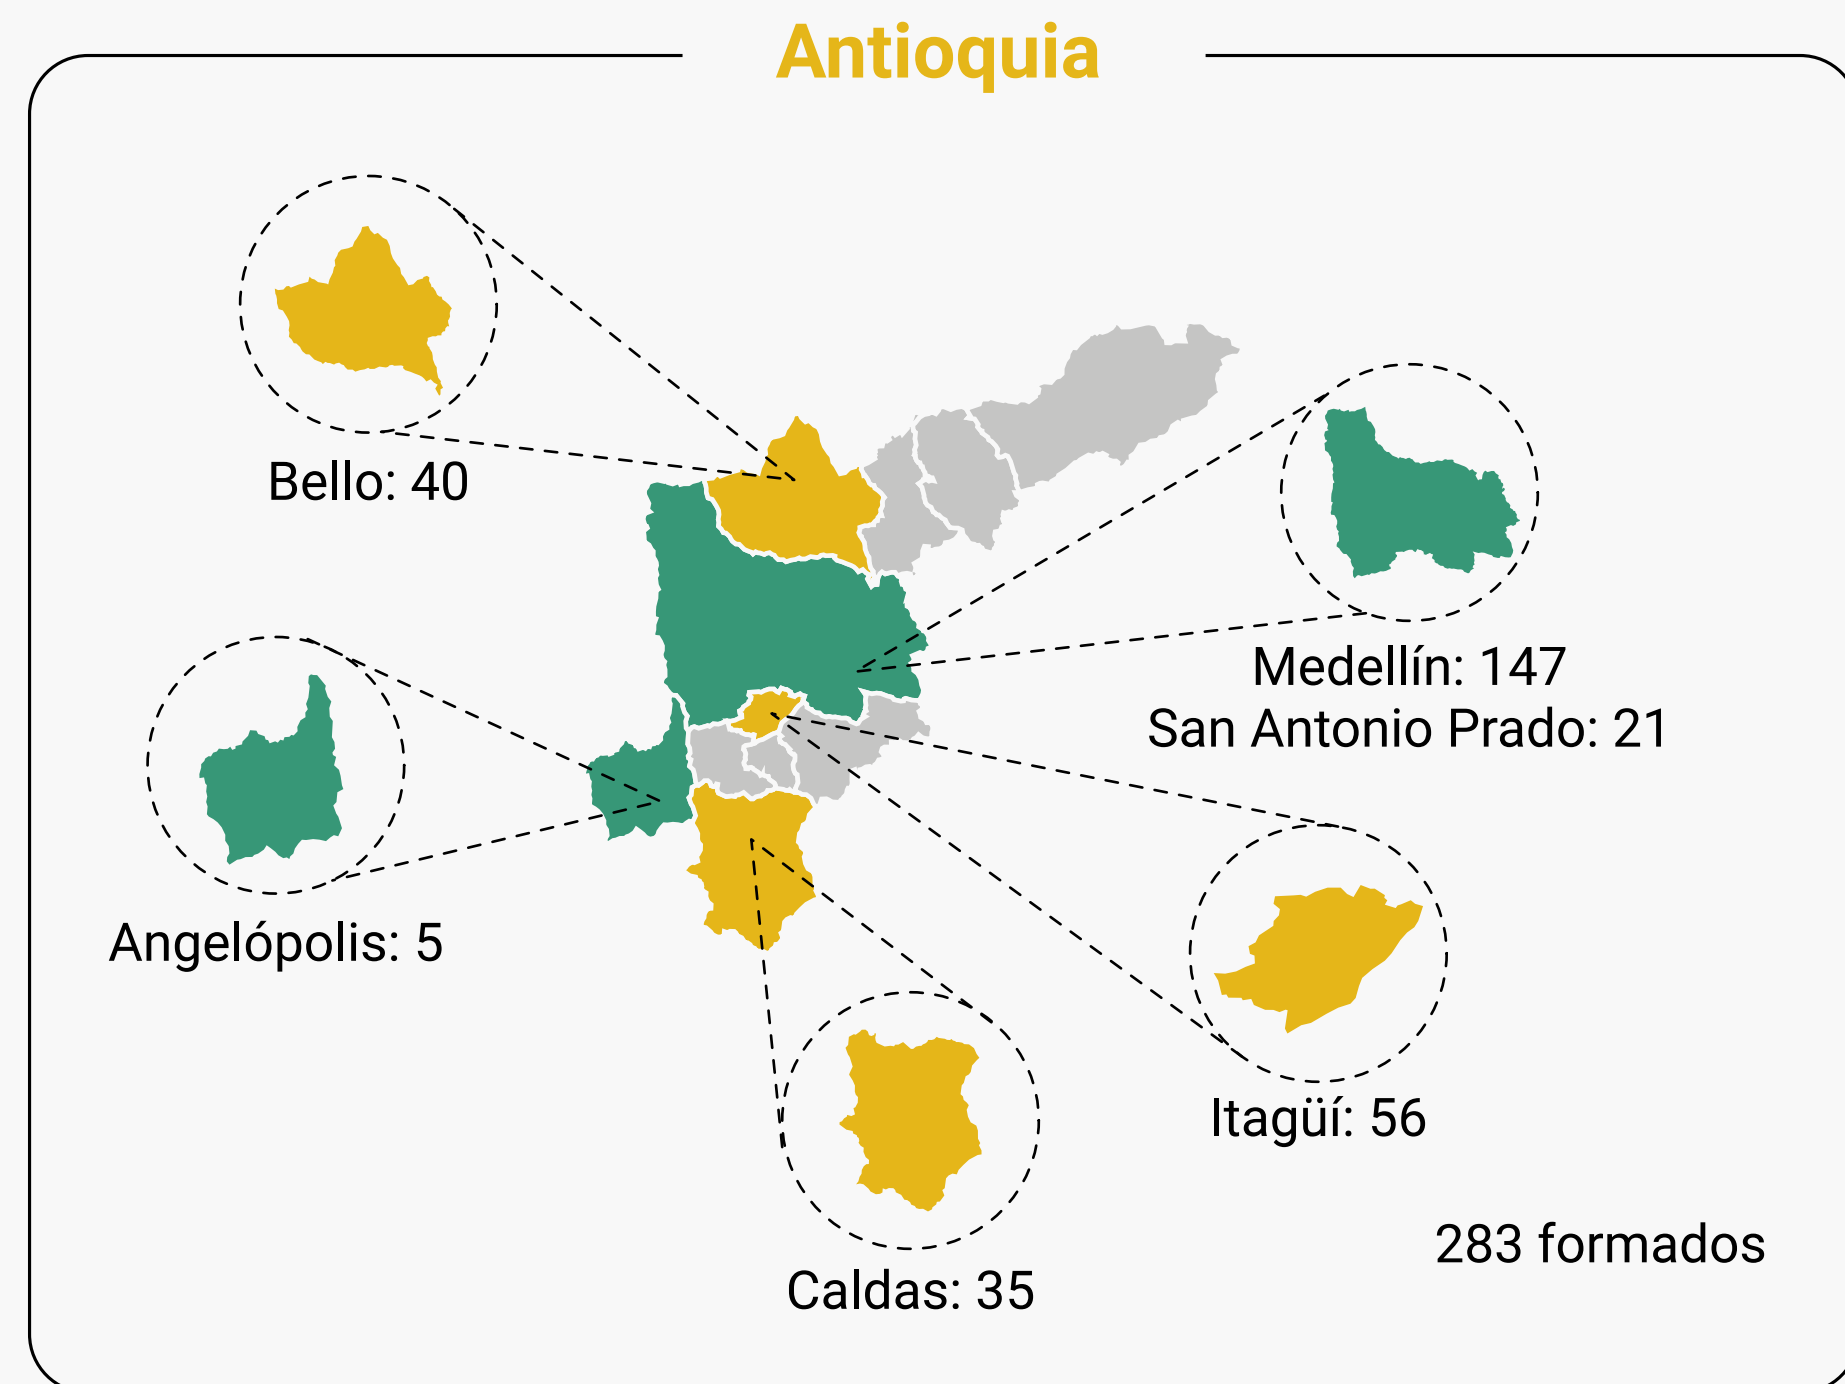 Antioquia
Bello: 40
Medellín: 147
San Antonio Prado: 21
Angelópolis: 5
Itagüí: 56
Caldas: 35
283 formados